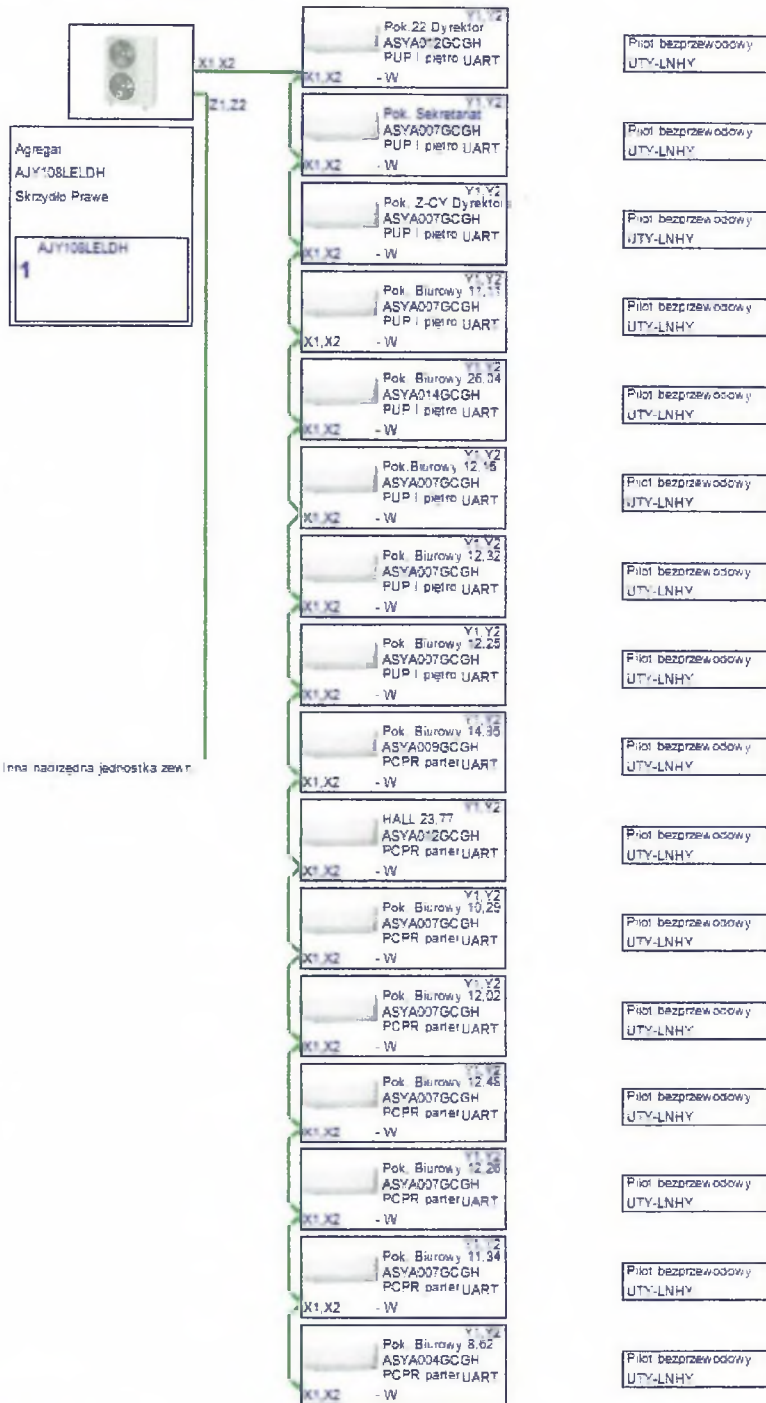 X1,X2
Z1,Z2
Agregat
AJY108LELDH
Skrzydło Prawe
AJY108LELDH
1
Inna nadrzędna jednostka zewn.
Y1,Y2
Pok.22 Dyrektor
ASYA012GCGH
PUP I piętro UART
X1,X2 - W
Pilot bezprzewodowy
UTY-LNHY
Y1,Y2
Pok. Sekretariat
ASYA007GCGH
PUP I piętro UART
X1,X2 - W
Pilot bezprzewodowy
UTY-LNHY
Y1,Y2
Pok. Z-CY Dyrektora
ASYA007GCGH
PUP I piętro UART
X1,X2 - W
Pilot bezprzewodowy
UTY-LNHY
Y1,Y2
Pok. Biurowy
ASYA007GCGH
PUP I piętro UART
X1,X2 - W
Pilot bezprzewodowy
UTY-LNHY
Y1,Y2
Pok. Biurowy 26,04
ASYA014GCGH
PUP I piętro UART
X1,X2 - W
Pilot bezprzewodowy
UTY-LNHY
Y1,Y2
Pok.Biurowy 12,16
ASYA007GCGH
PUP I piętro UART
X1,X2 - W
Pilot bezprzewodowy
UTY-LNHY
Y1,Y2
Pok. Biurowy 12,32
ASYA007GCGH
PUP I piętro UART
X1,X2 - W
Pilot bezprzewodowy
UTY-LNHY
Y1,Y2
Pok. Biurowy 12,25
ASYA007GCGH
PUP I piętro UART
X1,X2 - W
Pilot bezprzewodowy
UTY-LNHY
Y1,Y2
Pok. Biurowy 14,95
ASYA009GCGH
PCPR parter UART
X1,X2 - W
Pilot bezprzewodowy
UTY-LNHY
Y1,Y2
HALL 23,77
ASYA012GCGH
PCPR parter UART
X1,X2 - W
Pilot bezprzewodowy
UTY-LNHY
Y1,Y2
Pok. Biurowy 10,29
ASYA007GCGH
PCPR parter UART
X1,X2 - W
Pilot bezprzewodowy
UTY-LNHY
Y1,Y2
Pok. Biurowy 12,02
ASYA007GCGH
PCPR parter UART
X1,X2 - W
Pilot bezprzewodowy
UTY-LNHY
Y1,Y2
Pok. Biurowy 12,48
ASYA007GCGH
PCPR parter UART
X1,X2 - W
Pilot bezprzewodowy
UTY-LNHY
Y1,Y2
Pok. Biurowy 12,26
ASYA007GCGH
PCPR parter UART
X1,X2 - W
Pilot bezprzewodowy
UTY-LNHY
Y1,Y2
Pok. Biurowy 11,34
ASYA007GCGH
PCPR parter UART
X1,X2 - W
Pilot bezprzewodowy
UTY-LNHY
Y1,Y2
Pok. Biurowy 8,62
ASYA004GCGH
PCPR parter UART
X1,X2 - W
Pilot bezprzewodowy
UTY-LNHY